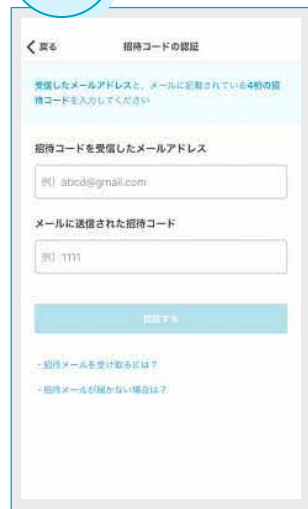 戻る 招待コードの認証
受信したメールアドレスと、メールに記載されている4桁の招
待コードを入力してください
招待コードを受信したメールアドレス
例) abcd@gmail.com
メールに送信された招待コード
例) 1111
認証する
・招待メールを受け取るには？
・招待メールが届かない場合は？